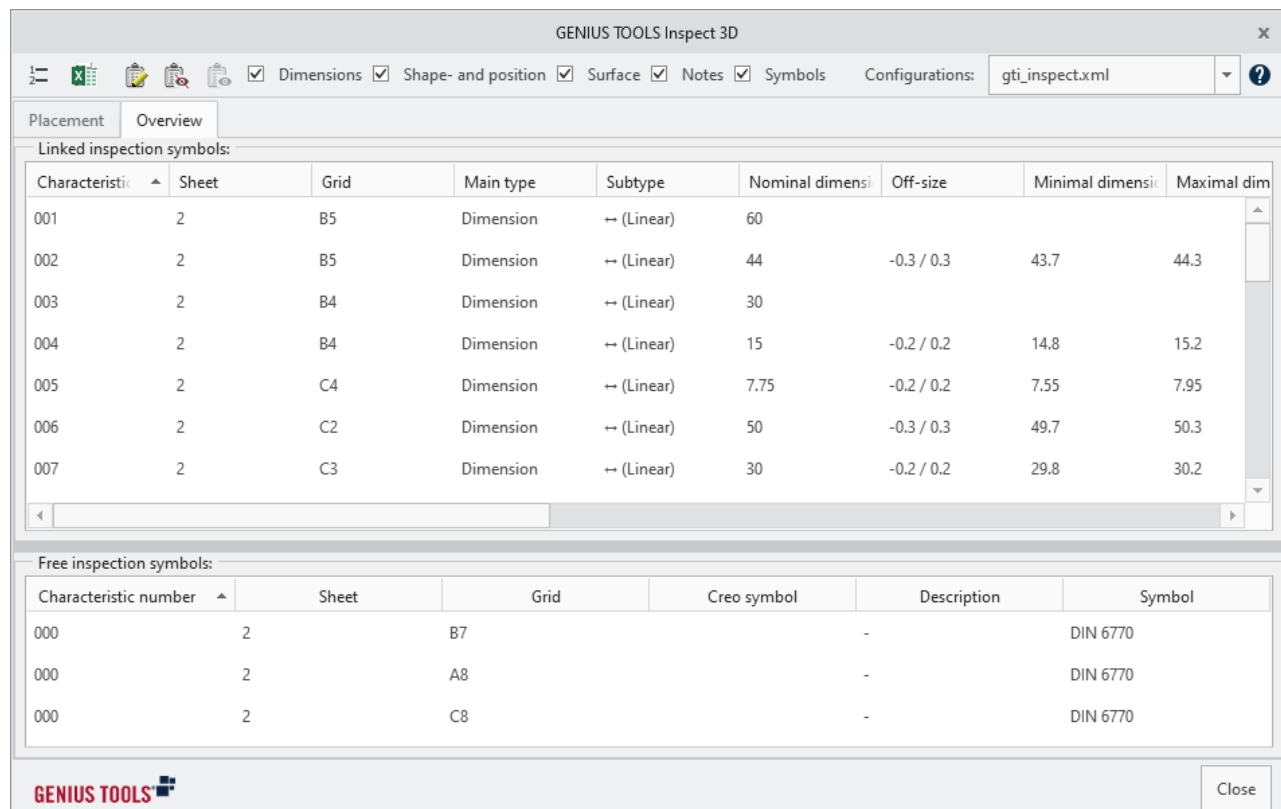 GENIUS TOOLS Inspect 3D x
Dimensions Shape- and position Surface Notes Symbols Configurations: gti_inspect.xml
Placement Overview
Linked inspection symbols:
Characteristic Sheet Grid Main type Subtype Nominal dimensi Off-size Minimal dimensic Maximal dim
001 2 B5 Dimension ↔ (Linear) 60
002 2 B5 Dimension ↔ (Linear) 44 -0.3 / 0.3 43.7 44.3
003 2 B4 Dimension ↔ (Linear) 30
004 2 B4 Dimension ↔ (Linear) 15 -0.2 / 0.2 14.8 15.2
005 2 C4 Dimension ↔ (Linear) 7.75 -0.2 / 0.2 7.55 7.95
006 2 C2 Dimension ↔ (Linear) 50 -0.3 / 0.3 49.7 50.3
007 2 C3 Dimension ↔ (Linear) 30 -0.2 / 0.2 29.8 30.2
Free inspection symbols:
Characteristic number Sheet Grid Creo symbol Description Symbol
000 2 B7 - DIN 6770
000 2 A8 - DIN 6770
000 2 C8 - DIN 6770
GENIUS TOOLS Close